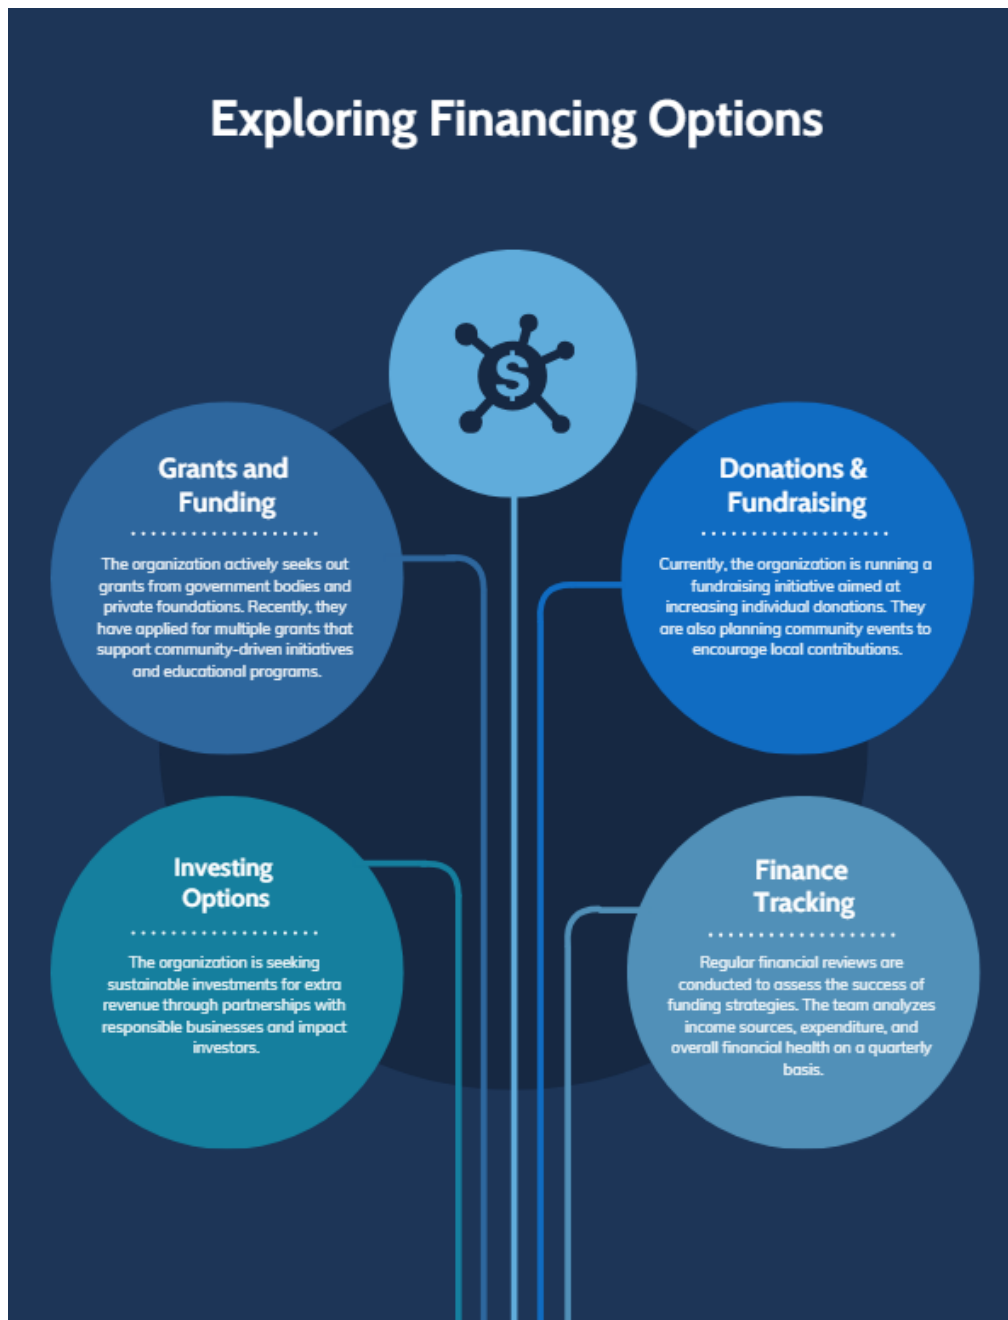 Exploring Financing Options
$
Grants and
Funding
The organization actively seeks out
grants from government bodies and
private foundations. Recently, they
have applied for multiple grants that
support community-driven initiatives
and educational programs.
Donations &
Fundraising
Currently, the organization is running a
fundraising initiative aimed at
increasing individual donations. They
are also planning community events to
encourage local contributions.
Investing
Options
The organization is seeking
sustainable investments for extra
revenue through partnerships with
responsible businesses and impact
investors.
Finance
Tracking
Regular financial reviews are
conducted to assess the success of
funding strategies. The team analyzes
income sources, expenditure, and
overall financial health on a quarterly
basis.